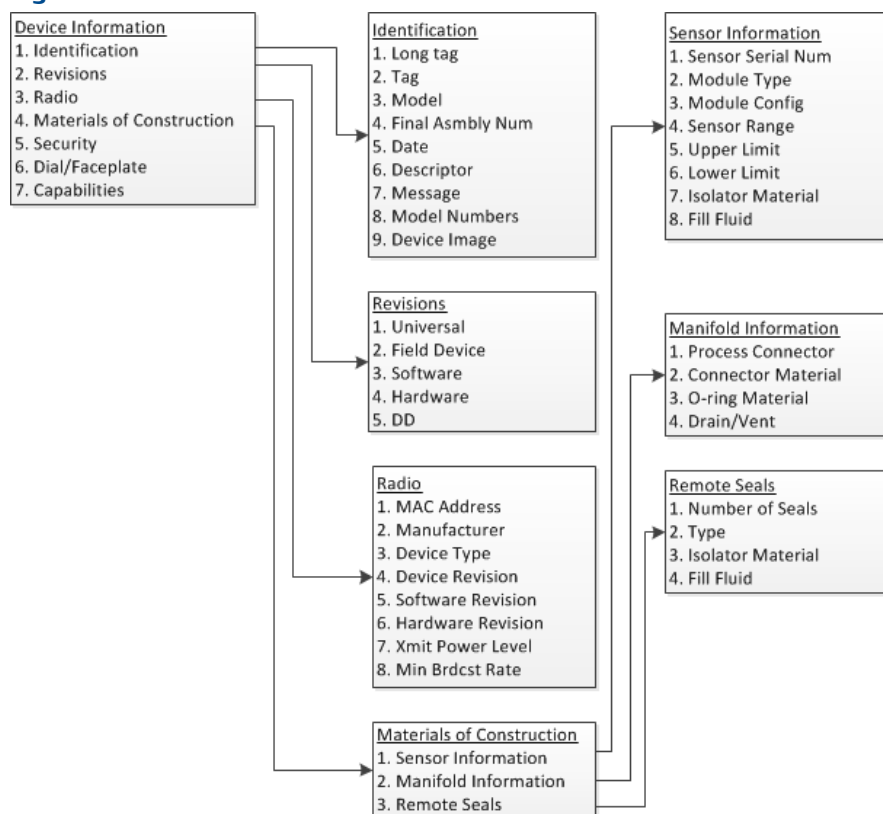 Device Information
1. Identification
2. Revisions
3. Radio
4. Materials of Construction
5. Security
6. Dial/Faceplate
7. Capabilities
Identification
1. Long tag
2. Tag
3. Model
4. Final Asmbly Num
5. Date
6. Descriptor
7. Message
8. Model Numbers
9. Device Image
Revisions
1. Universal
2. Field Device
3. Software
4. Hardware
5. DD
Radio
1. MAC Address
2. Manufacturer
3. Device Type
4. Device Revision
5. Software Revision
6. Hardware Revision
7. Xmit Power Level
8. Min Brdcst Rate
Materials of Construction
1. Sensor Information
2. Manifold Information
3. Remote Seals
Sensor Information
1. Sensor Serial Num
2. Module Type
3. Module Config
4. Sensor Range
5. Upper Limit
6. Lower Limit
7. Isolator Material
8. Fill Fluid
Manifold Information
1. Process Connector
2. Connector Material
3. O-ring Material
4. Drain/Vent
Remote Seals
1. Number of Seals
2. Type
3. Isolator Material
4. Fill Fluid